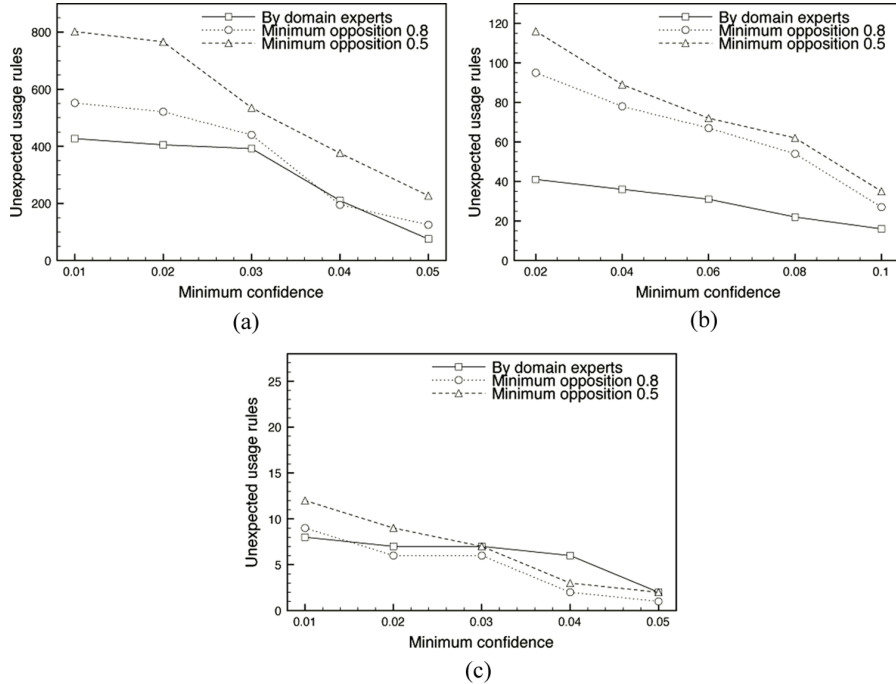 By domain experts
Minimum opposition 0.8
Minimum opposition 0.5
Unexpected usage rules
800
600
400
200
0
0.01 0.02 0.03 0.04 0.05
Minimum confidence
(a)
By domain experts
Minimum opposition 0.8
Minimum opposition 0.5
Unexpected usage rules
120
100
80
60
40
20
0
0.02 0.04 0.06 0.08 0.1
Minimum confidence
(b)
By domain experts
Minimum opposition 0.8
Minimum opposition 0.5
Unexpected usage rules
25
20
15
10
5
0
0.01 0.02 0.03 0.04 0.05
Minimum confidence
(c)